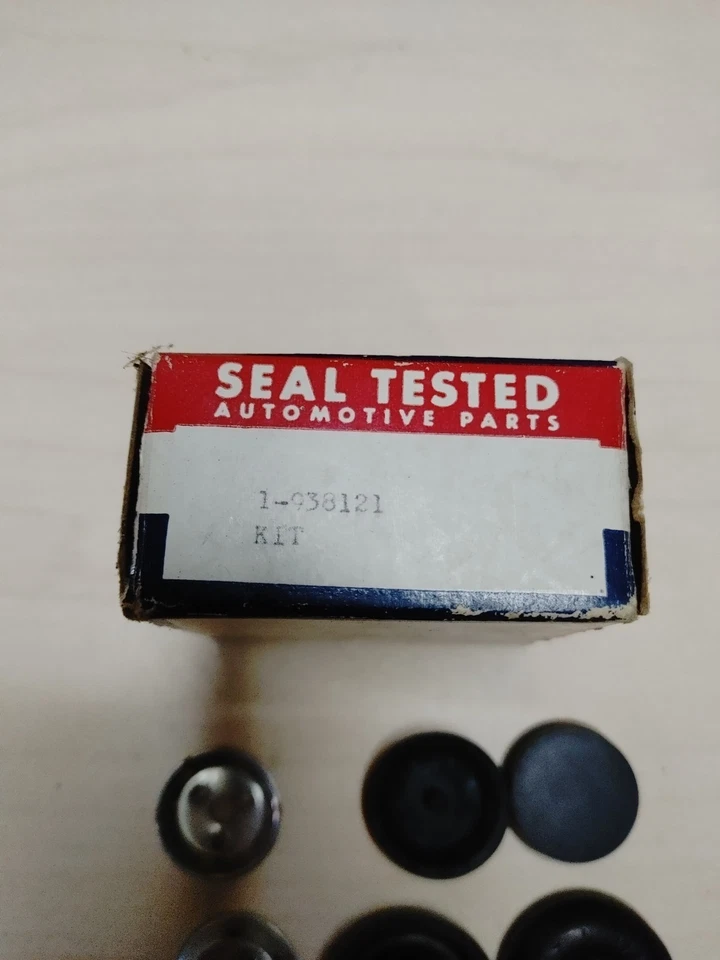 SEAL TESTED
AUTOMOTIVE PARTS
1-938121
KIT